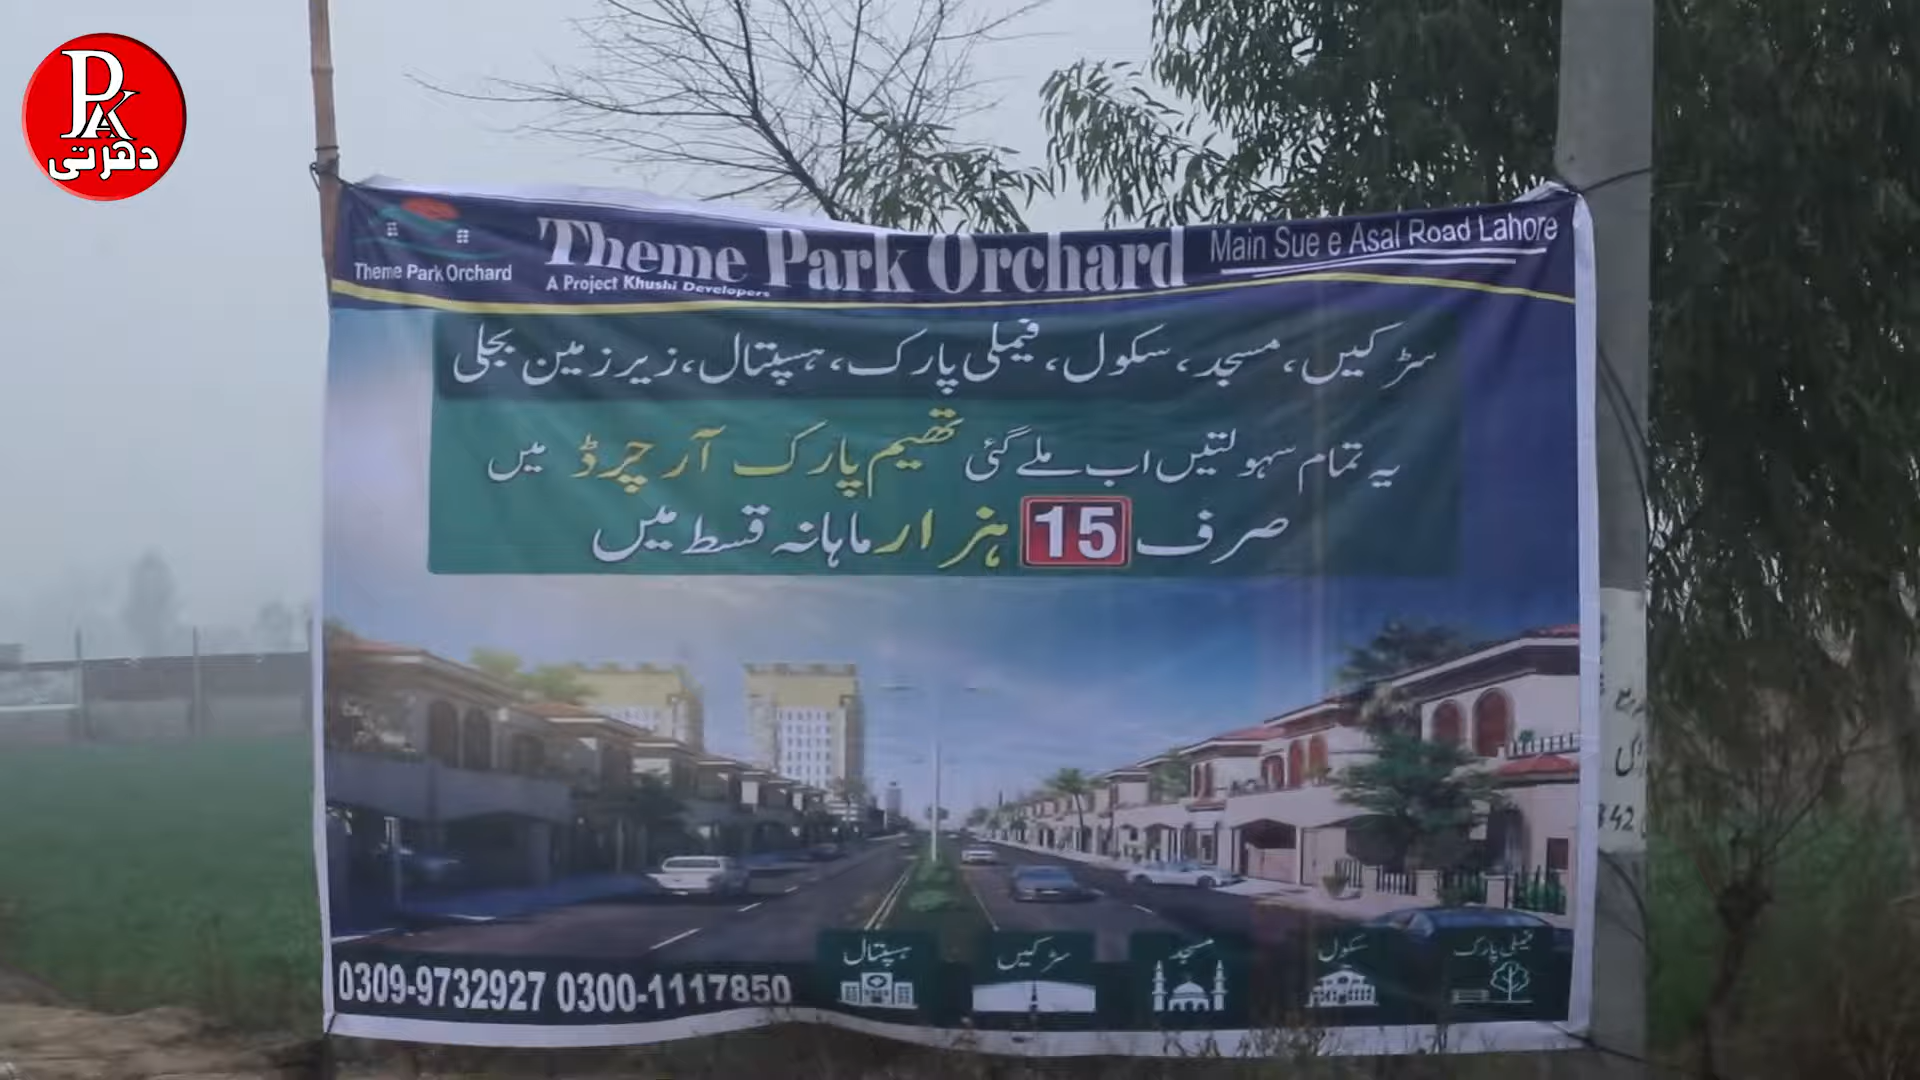 PAK
دھرتی
Theme Park Orchard
Theme Park Orchard
A Project Khushi Developers
Main Sue e Asal Road Lahore
سڑکیں، مسجد، سکول، فیملی پارک، ہسپتال، زیر زمین بجلی
یہ تمام سہولتیں اب ملے گئی تھیم پارک آرچرڈ میں
صرف 15 ہزار ماہانہ قسط میں
0309-9732927 0300-1117850
ہسپتال
سڑکیں
مسجد
سکول
فیملی پارک